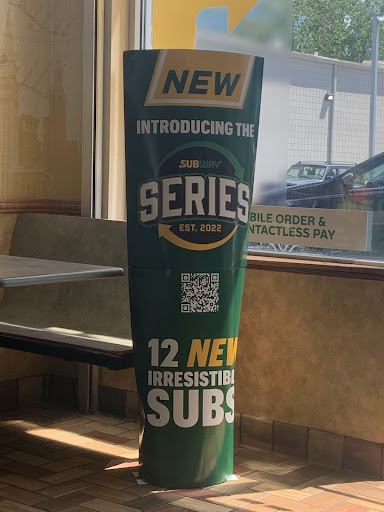 NEW
INTRODUCING THE
SUBWAY
SERIES
EST. 2022
BILE ORDER &
NTACTLESS PAY
12 NEW
IRRESISTIBL
SUBS